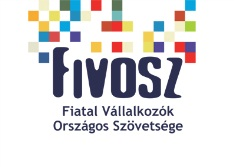 FIVOSZ
Fiatal Vállalkozók
Országos Szövetsége